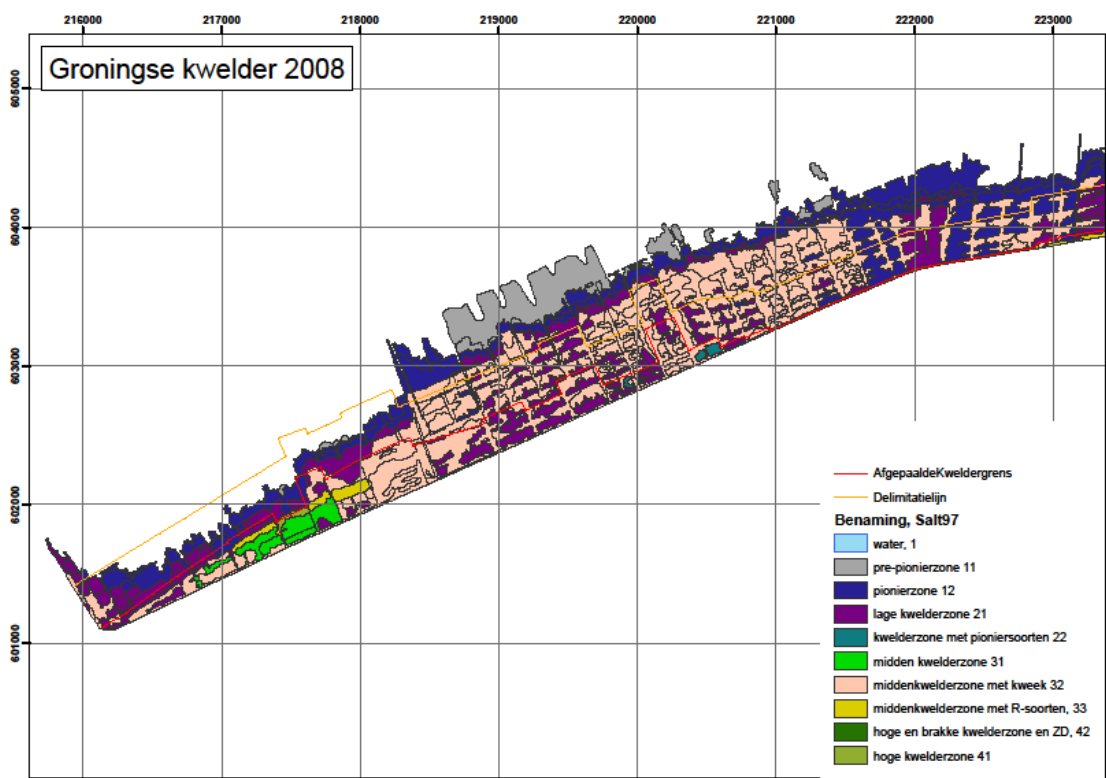 216000 217000 218000 219000 220000 221000 222000 223000
Groningse kwelder 2008
605000
604000
603000
602000
601000
AfgepaaldeKweldergrens
Delimitatielijn
Benaming, Salt97
water, 1
pre-pionierzone 11
pionierzone 12
lage kwelderzone 21
kwelderzone met pioniersoorten 22
midden kwelderzone 31
middenkwelderzone met kweek 32
middenkwelderzone met R-soorten, 33
hoge en brakke kwelderzone en ZD, 42
hoge kwelderzone 41